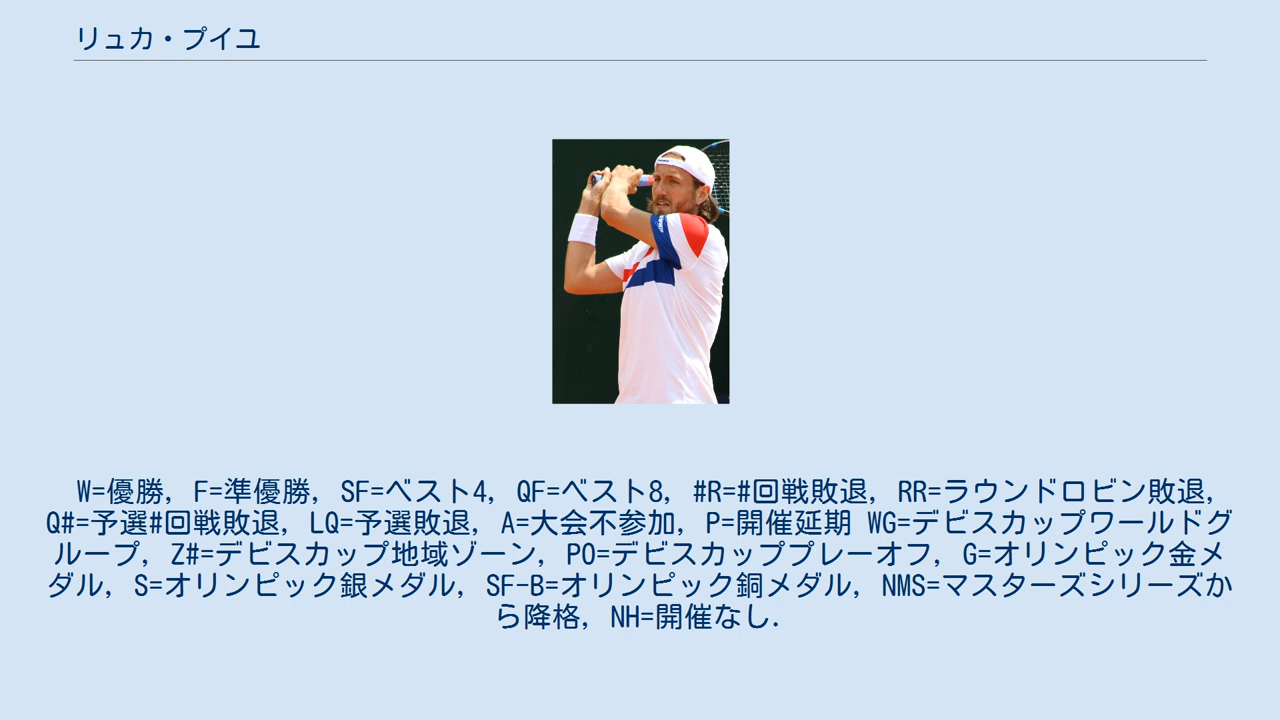 リュカ・プイユ
W=優勝, F=準優勝, SF=ベスト4, QF=ベスト8, #R=#回戦敗退, RR=ラウンドロビン敗退,
Q#=予選#回戦敗退, LQ=予選敗退, A=大会不参加, P=開催延期 WG=デビスカップワールドグ
ループ, Z#=デビスカップ地域ゾーン, PO=デビスカッププレーオフ, G=オリンピック金メ
ダル, S=オリンピック銀メダル, SF-B=オリンピック銅メダル, NMS=マスターズシリーズか
ら降格, NH=開催なし.